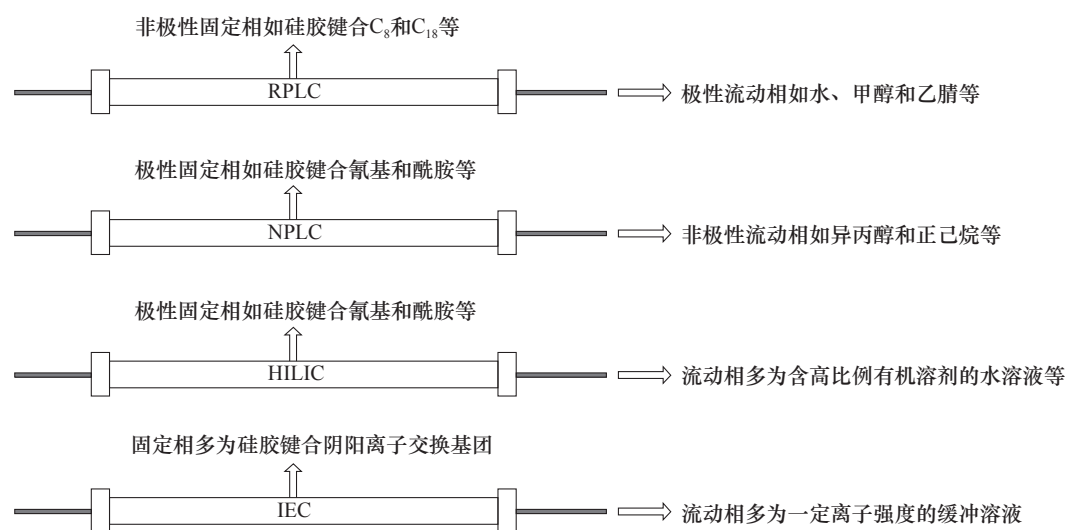 非极性固定相如硅胶键合C₈和C₁₈等
RPLC
极性流动相如水、甲醇和乙腈等
极性固定相如硅胶键合氰基和酰胺等
NPLC
非极性流动相如异丙醇和正己烷等
极性固定相如硅胶键合氰基和酰胺等
HILIC
流动相多为含高比例有机溶剂的水溶液等
固定相多为硅胶键合阴阳离子交换基团
IEC
流动相多为一定离子强度的缓冲溶液